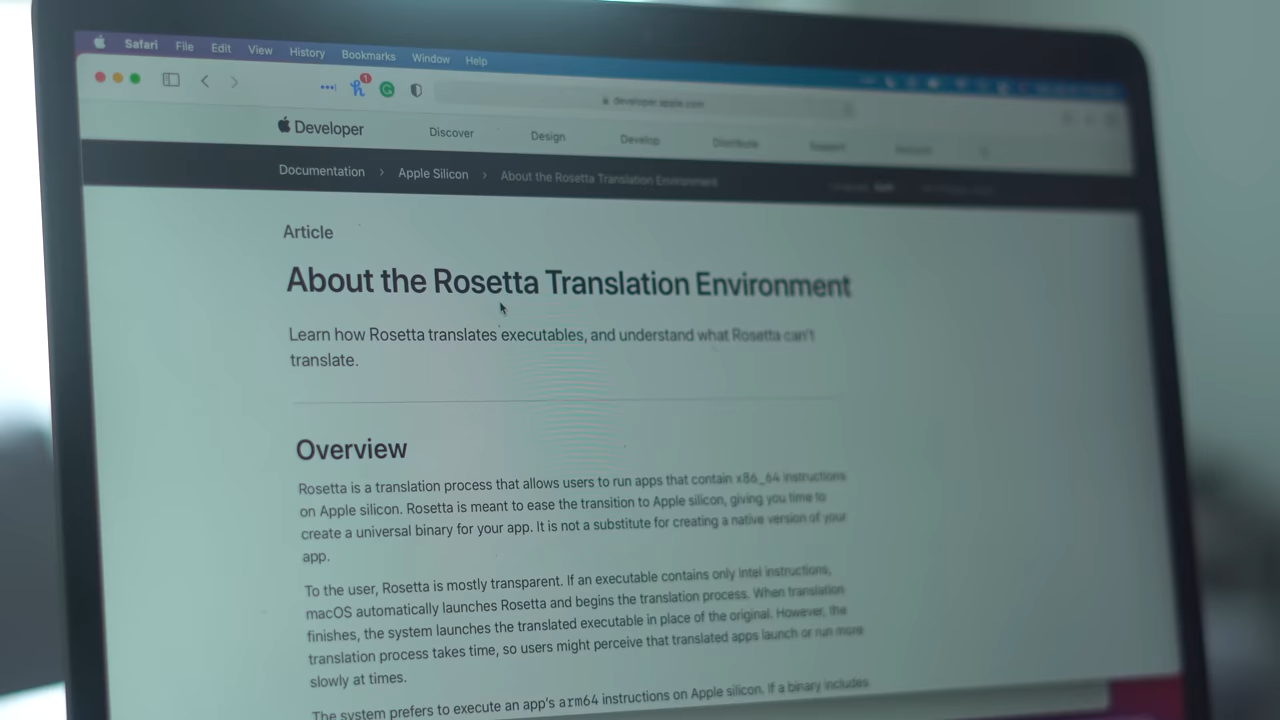 Safari File Edit View History Bookmarks Window Help
1
developer.apple.com
Developer Discover Design Develop Distribute Support
Documentation > Apple Silicon > About the Rosetta Translation Environment
Article
About the Rosetta Translation Environment
Learn how Rosetta translates executables, and understand what Rosetta can't
translate.
Overview
Rosetta is a translation process that allows users to run apps that contain x86_64 instructions
on Apple silicon. Rosetta is meant to ease the transition to Apple silicon, giving you time to
create a universal binary for your app. It is not a substitute for creating a native version of your
app.
To the user, Rosetta is mostly transparent. If an executable contains only Intel instructions,
macOS automatically launches Rosetta and begins the translation process. When translation
finishes, the system launches the translated executable in place of the original. However, the
translation process takes time, so users might perceive that translated apps launch or run more
slowly at times.
The system prefers to execute an app's arm64 instructions on Apple silicon. If a binary includes